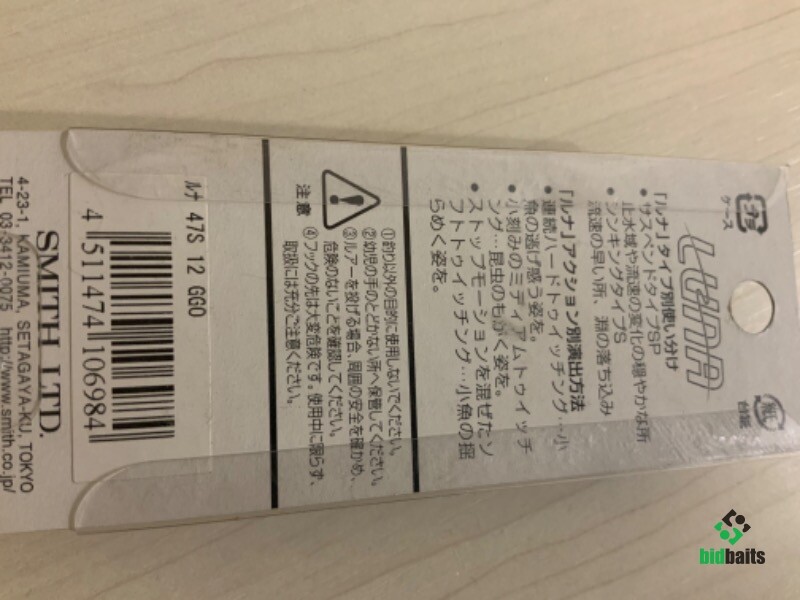 プラ
ケース
LUNA
紙
台紙
「ルナ」タイプ別使い分け
• サスペンドタイプSP
止水域や流速の変化の穏やかな所
• シンキングタイプS
流速の早い所、淵の落ち込み
「ルナ」アクション別演出方法
• 連続ハードトゥイッチング…小
魚の逃げ惑う姿を。
• 小刻みのミディアムトゥイッチ
ング…昆虫のもがく姿を。
• ストップモーションを混ぜたソ
フトトゥイッチング…小魚の揺
らめく姿を。
注意
①釣り以外の目的に使用しないでください。
②幼児の手のとどかない所へ保管してください。
③ルアーを投げる場合、周囲の安全を確かめ、
危険のないことを確認してください。
④フックの先は大変危険です。使用中に限らず、
取扱には充分ご注意ください。
ルナ 47S 12 GGO
4 511474 106984
SMITH LTD.
4-23-1, KAMIUMA, SETAGAYA-KU, TOKYO
TEL 03-3412-0075 http://www.smith.co.jp/
bidbaits